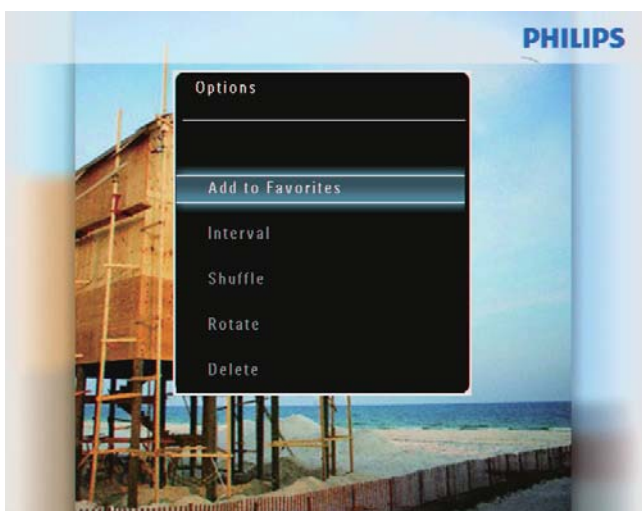 PHILIPS
Options
Add to Favorites
Interval
Shuffle
Rotate
Delete